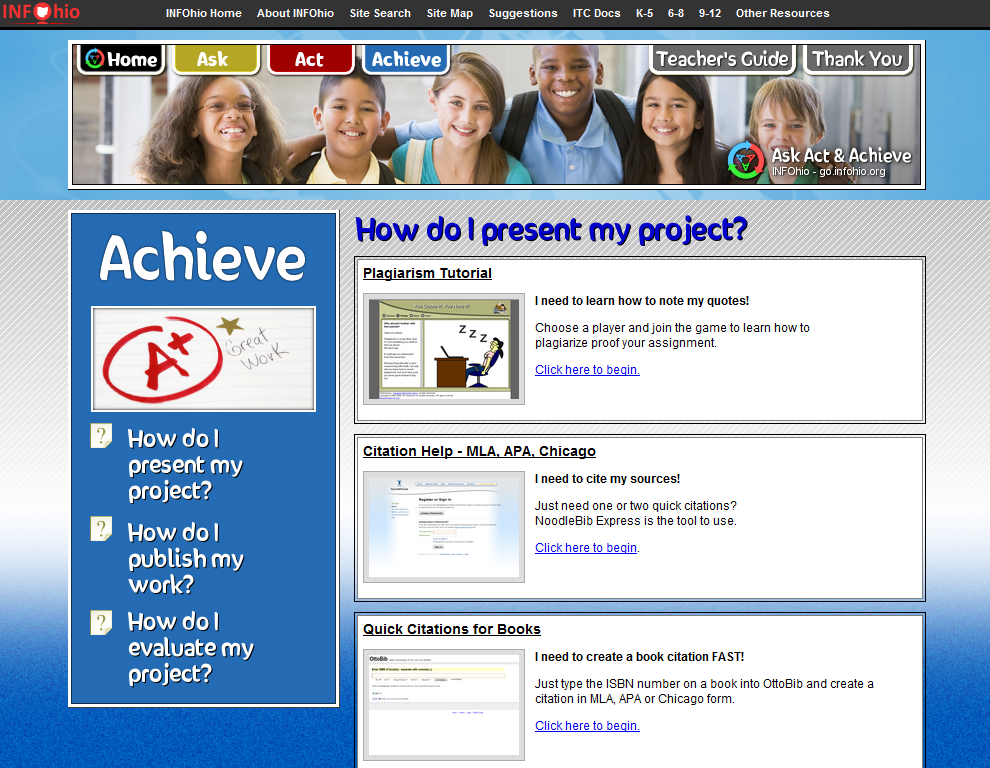 INFOhio
INFOhio Home About INFOhio Site Search Site Map Suggestions ITC Docs K-5 6-8 9-12 Other Resources
Home Ask Act Achieve Teacher's Guide Thank You
Ask Act & Achieve
INFOhio - go.infohio.org
Achieve
A+
Great
Work
How do I
present my
project?
How do I
publish my
work?
How do I
evaluate my
project?
How do I present my project?
Plagiarism Tutorial
Z Z Z
I need to learn how to note my quotes!
Choose a player and join the game to learn how to
plagiarize proof your assignment.
Click here to begin.
Citation Help - MLA, APA, Chicago
Register or Sign In
I need to cite my sources!
Just need one or two quick citations?
NoodleBib Express is the tool to use.
Click here to begin.
Quick Citations for Books
OttoBib
I need to create a book citation FAST!
Just type the ISBN number on a book into OttoBib and create a
citation in MLA, APA or Chicago form.
Click here to begin.